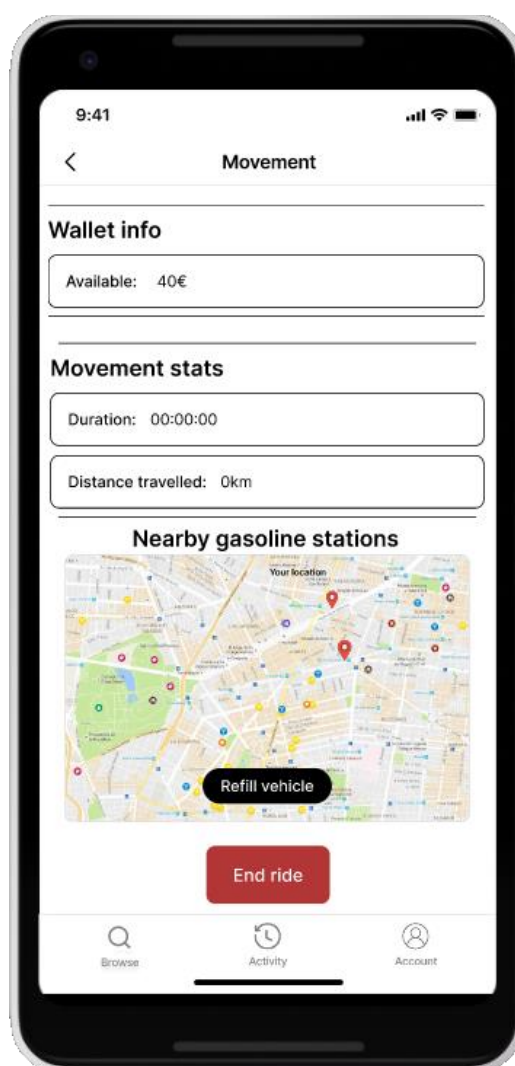 9:41
Movement
Wallet info
Available: 40€
Movement stats
Duration: 00:00:00
Distance travelled: 0km
Nearby gasoline stations
Your location
Refill vehicle
End ride
Browse
Activity
Account